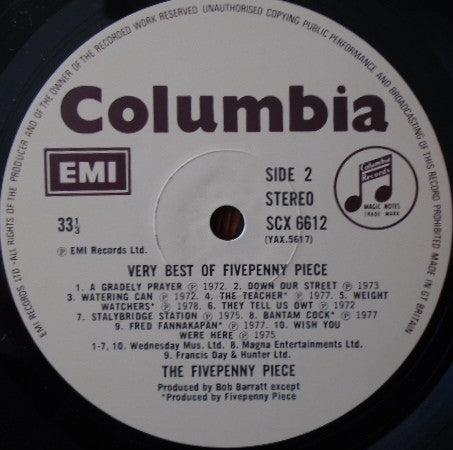 EMI RECORDS LTD · ALL RIGHTS OF THE PRODUCER AND OF THE OWNER OF THE RECORDED WORK RESERVED UNAUTHORISED COPYING PUBLIC PERFORMANCE AND BROADCASTING OF THIS RECORD PROHIBITED MADE IN GT BRITAIN
Columbia
EMI
Columbia
Records
MAGIC NOTES
TRADE MARK
SIDE 2
STEREO
33⅓
SCX 6612
(YAX.5617)
℗ EMI Records Ltd.
VERY BEST OF FIVEPENNY PIECE
1. A GRADELY PRAYER ℗ 1972. 2. DOWN OUR STREET ℗ 1973
3. WATERING CAN ℗ 1972. 4. THE TEACHER* ℗ 1977. 5. WEIGHT
WATCHERS* ℗ 1978. 6. THEY TELL US OWT ℗ 1972
7. STALYBRIDGE STATION ℗ 1975. 8. BANTAM COCK* ℗ 1977
9. FRED FANNAKAPAN* ℗ 1977. 10. WISH YOU
WERE HERE ℗ 1975
1-7, 10. Wednesday Mus. Ltd. 8. Magna Entertainments Ltd.
9. Francis Day & Hunter Ltd.
THE FIVEPENNY PIECE
Produced by Bob Barratt except
*Produced by Fivepenny Piece